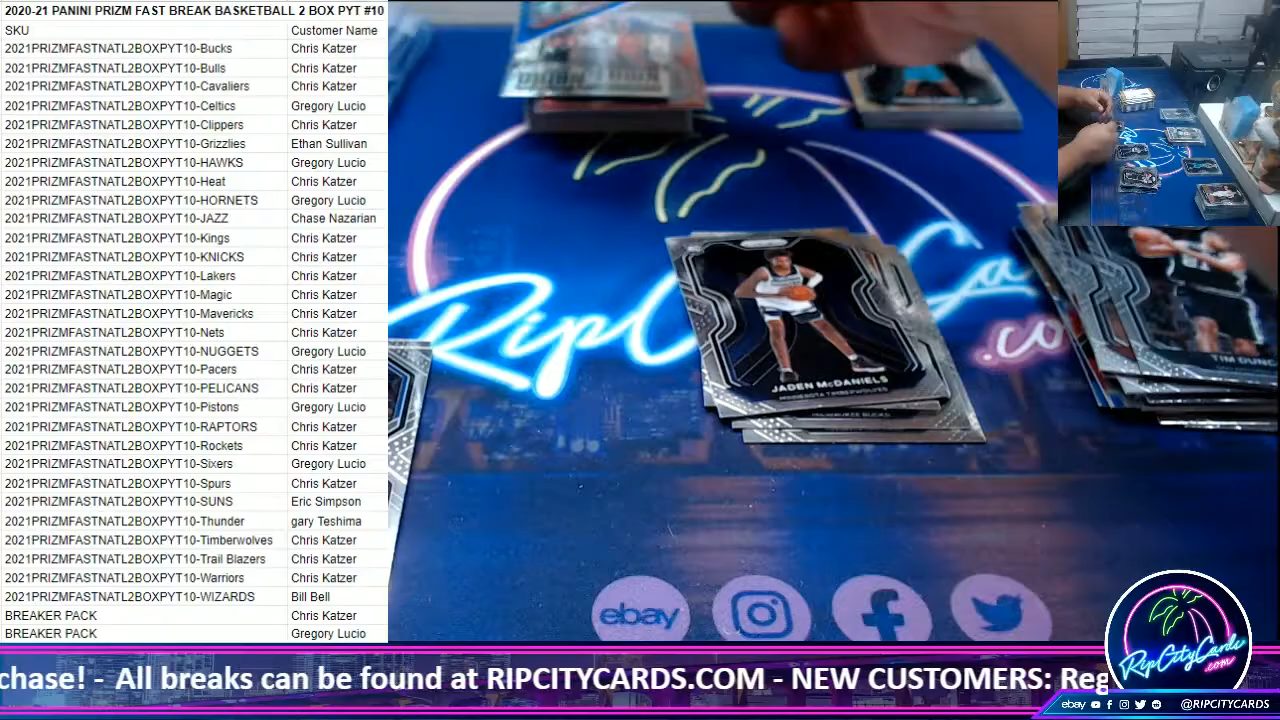 2020-21 PANINI PRIZM FAST BREAK BASKETBALL 2 BOX PYT #10
SKU Customer Name
2021PRIZMFASTNATL2BOXPYT10-Bucks Chris Katzer
2021PRIZMFASTNATL2BOXPYT10-Bulls Chris Katzer
2021PRIZMFASTNATL2BOXPYT10-Cavaliers Chris Katzer
2021PRIZMFASTNATL2BOXPYT10-Celtics Gregory Lucio
2021PRIZMFASTNATL2BOXPYT10-Clippers Chris Katzer
2021PRIZMFASTNATL2BOXPYT10-Grizzlies Ethan Sullivan
2021PRIZMFASTNATL2BOXPYT10-HAWKS Gregory Lucio
2021PRIZMFASTNATL2BOXPYT10-Heat Chris Katzer
2021PRIZMFASTNATL2BOXPYT10-HORNETS Gregory Lucio
2021PRIZMFASTNATL2BOXPYT10-JAZZ Chase Nazarian
2021PRIZMFASTNATL2BOXPYT10-Kings Chris Katzer
2021PRIZMFASTNATL2BOXPYT10-KNICKS Chris Katzer
2021PRIZMFASTNATL2BOXPYT10-Lakers Chris Katzer
2021PRIZMFASTNATL2BOXPYT10-Magic Chris Katzer
2021PRIZMFASTNATL2BOXPYT10-Mavericks Chris Katzer
2021PRIZMFASTNATL2BOXPYT10-Nets Chris Katzer
2021PRIZMFASTNATL2BOXPYT10-NUGGETS Gregory Lucio
2021PRIZMFASTNATL2BOXPYT10-Pacers Chris Katzer
2021PRIZMFASTNATL2BOXPYT10-PELICANS Chris Katzer
2021PRIZMFASTNATL2BOXPYT10-Pistons Gregory Lucio
2021PRIZMFASTNATL2BOXPYT10-RAPTORS Chris Katzer
2021PRIZMFASTNATL2BOXPYT10-Rockets Chris Katzer
2021PRIZMFASTNATL2BOXPYT10-Sixers Gregory Lucio
2021PRIZMFASTNATL2BOXPYT10-Spurs Chris Katzer
2021PRIZMFASTNATL2BOXPYT10-SUNS Eric Simpson
2021PRIZMFASTNATL2BOXPYT10-Thunder gary Teshima
2021PRIZMFASTNATL2BOXPYT10-Timberwolves Chris Katzer
2021PRIZMFASTNATL2BOXPYT10-Trail Blazers Chris Katzer
2021PRIZMFASTNATL2BOXPYT10-Warriors Chris Katzer
2021PRIZMFASTNATL2BOXPYT10-WIZARDS Bill Bell
BREAKER PACK Chris Katzer
BREAKER PACK Gregory Lucio
RipC Ca
.co
JADEN McDANIELS
MINNESOTA TIMBERWOLVES
MILWAUKEE BUCKS
TIM DUNC
ebay
chase! - All breaks can be found at RIPCITYCARDS.COM - NEW CUSTOMERS: Reg
RipCityCards
.com
ebay @RIPCITYCARDS